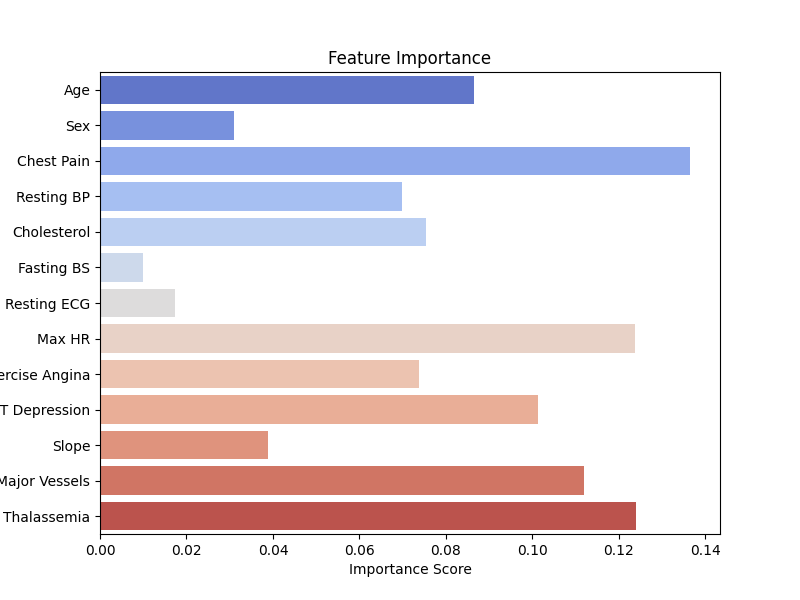 Feature Importance
Age
Sex
Chest Pain
Resting BP
Cholesterol
Fasting BS
Resting ECG
Max HR
ercise Angina
T Depression
Slope
Major Vessels
Thalassemia
0.00 0.02 0.04 0.06 0.08 0.10 0.12 0.14
Importance Score